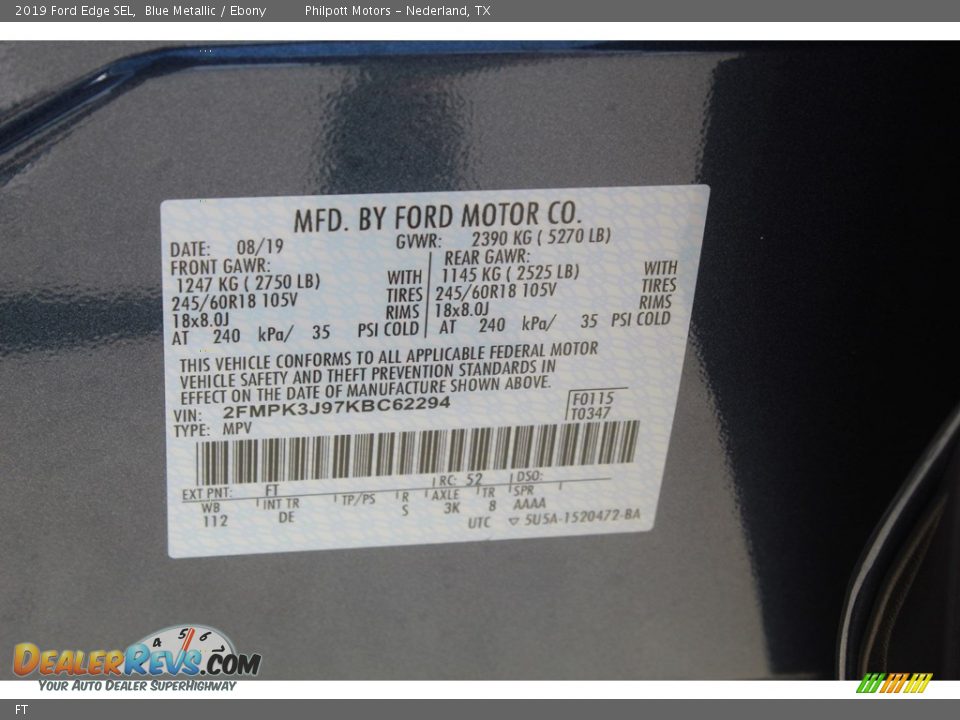 2019 Ford Edge SEL, Blue Metallic / Ebony Philpott Motors – Nederland, TX
MFD. BY FORD MOTOR CO.
DATE: 08/19 GVWR: 2390 KG ( 5270 LB)
FRONT GAWR: REAR GAWR:
1247 KG ( 2750 LB) WITH 1145 KG ( 2525 LB) WITH
245/60R18 105V TIRES 245/60R18 105V TIRES
18x8.0J RIMS 18x8.0J RIMS
AT 240 kPa/ 35 PSI COLD AT 240 kPa/ 35 PSI COLD
THIS VEHICLE CONFORMS TO ALL APPLICABLE FEDERAL MOTOR
VEHICLE SAFETY AND THEFT PREVENTION STANDARDS IN
EFFECT ON THE DATE OF MANUFACTURE SHOWN ABOVE.
VIN: 2FMPK3J97KBC62294 F0115
TYPE: MPV T0347
EXT PNT: FT RC: 52 DSO:
WB INT TR TP/PS R AXLE TR SPR
112 DE S 3K 8 AAAA
UTC ▽ 5U5A-1520472-BA
4 5 6
DealerRevs.com
Your Auto Dealer SuperHighway
FT